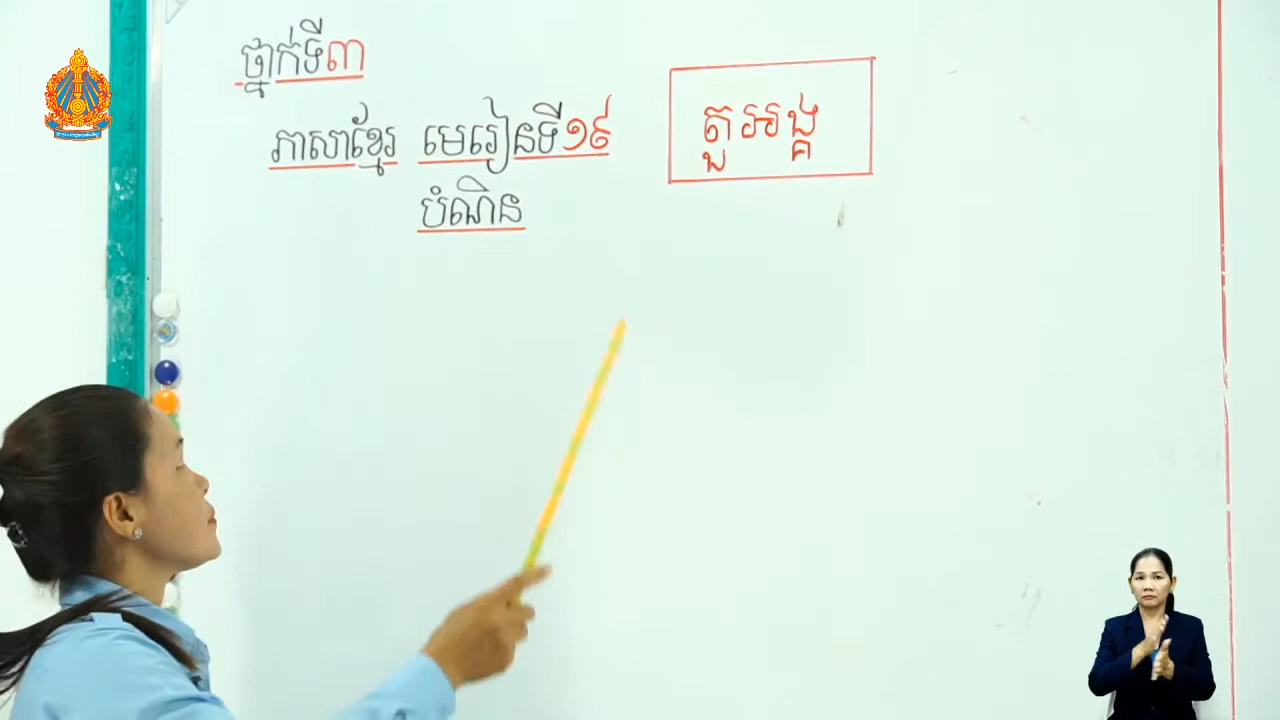 ថ្នាក់ទី៣
ភាសាខ្មែរ មេរៀនទី១៩
បំណិន
តួអង្គ